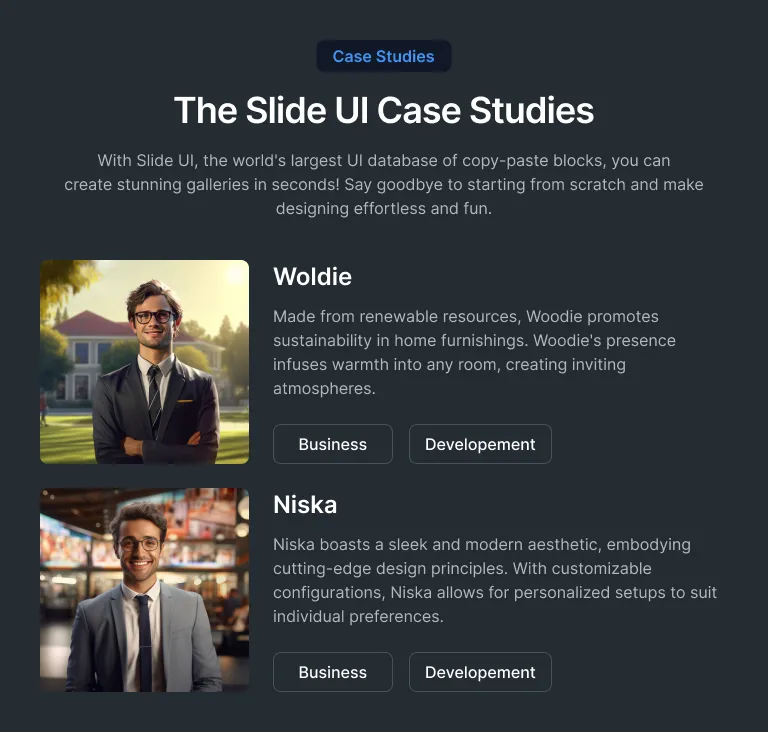 Case Studies
The Slide UI Case Studies
With Slide UI, the world's largest UI database of copy-paste blocks, you can
create stunning galleries in seconds! Say goodbye to starting from scratch and make
designing effortless and fun.
Woldie
Made from renewable resources, Woodie promotes
sustainability in home furnishings. Woodie's presence
infuses warmth into any room, creating inviting
atmospheres.
Business
Developement
Niska
Niska boasts a sleek and modern aesthetic, embodying
cutting-edge design principles. With customizable
configurations, Niska allows for personalized setups to suit
individual preferences.
Business
Developement